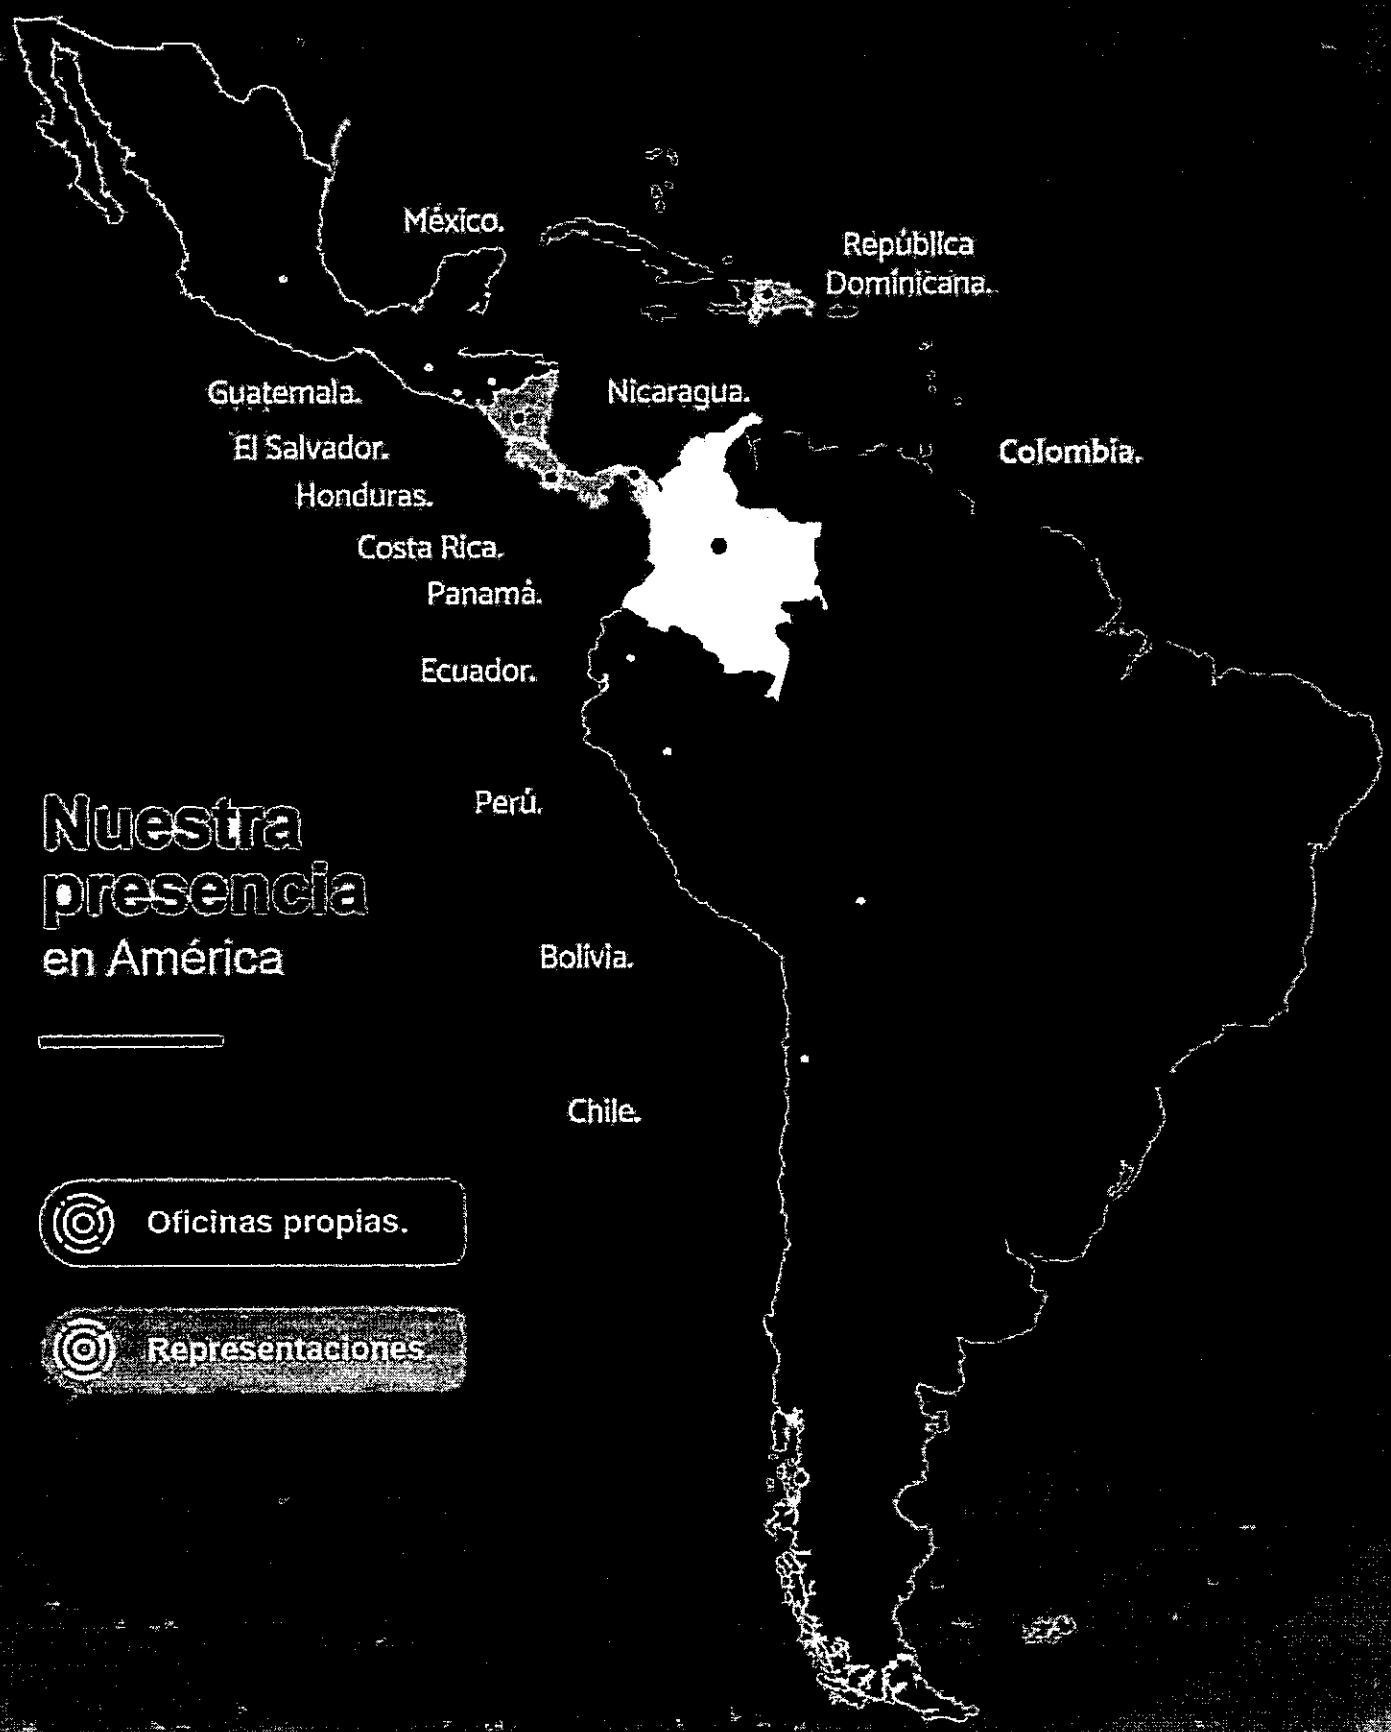 México.
República
Dominicana.
Guatemala.
Nicaragua.
El Salvador.
Colombia.
Honduras.
Costa Rica.
Panamá.
Ecuador.
Perú.
Nuestra
presencia
en América
Bolivia.
Chile.
Oficinas propias.
Representaciones.